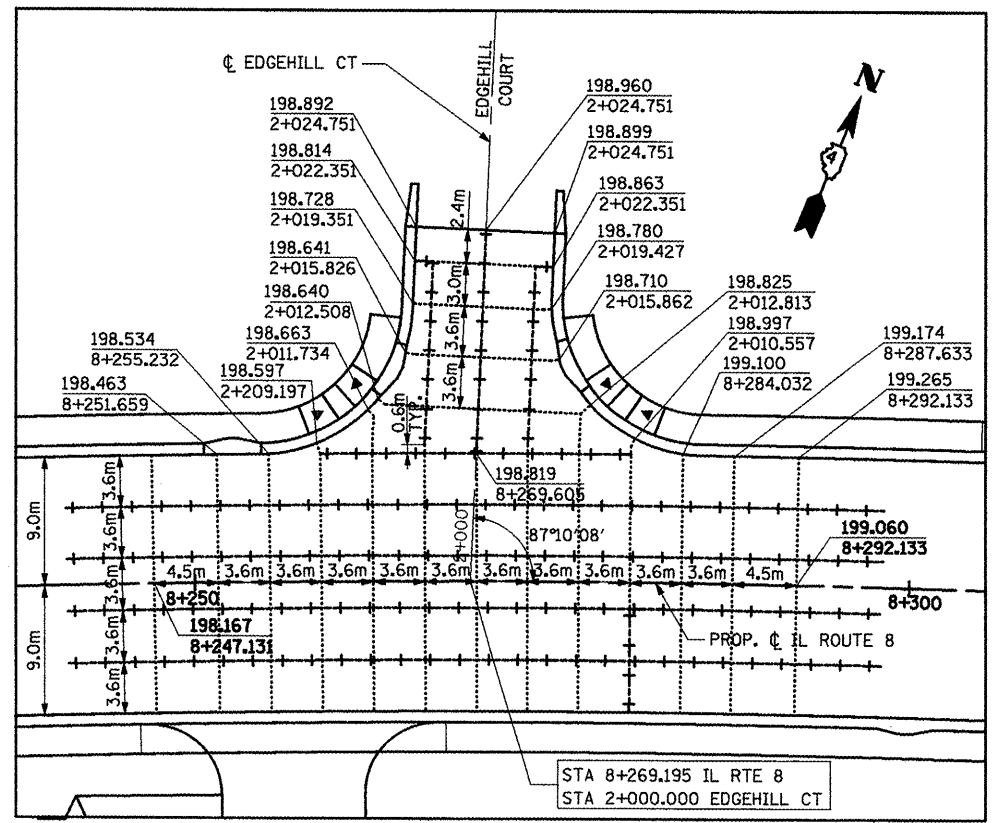 ℄ EDGEHILL CT
EDGEHILL
COURT
N
4
198.892
2+024.751
198.814
2+022.351
198.728
2+019.351
198.641
2+015.826
198.640
2+012.508
198.663
2+011.734
198.597
2+209.197
198.534
8+255.232
198.463
8+251.659
198.960
2+024.751
198.899
2+024.751
198.863
2+022.351
198.780
2+019.427
198.710
2+015.862
198.825
2+012.813
198.997
2+010.557
199.100
8+284.032
199.174
8+287.633
199.265
8+292.133
2.4m
3.0m
3.6m
3.6m
0.6m
TYP.
198.819
8+269.605
87°10'08'
2+000
9.0m
9.0m
3.6m
3.6m
3.6m
3.6m
3.6m
4.5m 3.6m 3.6m 3.6m 3.6m 3.6m 3.6m 3.6m 3.6m 3.6m 3.6m 4.5m
8+250
198.167
8+247.131
199.060
8+292.133
8+300
PROP. ℄ IL ROUTE 8
STA 8+269.195 IL RTE 8
STA 2+000.000 EDGEHILL CT